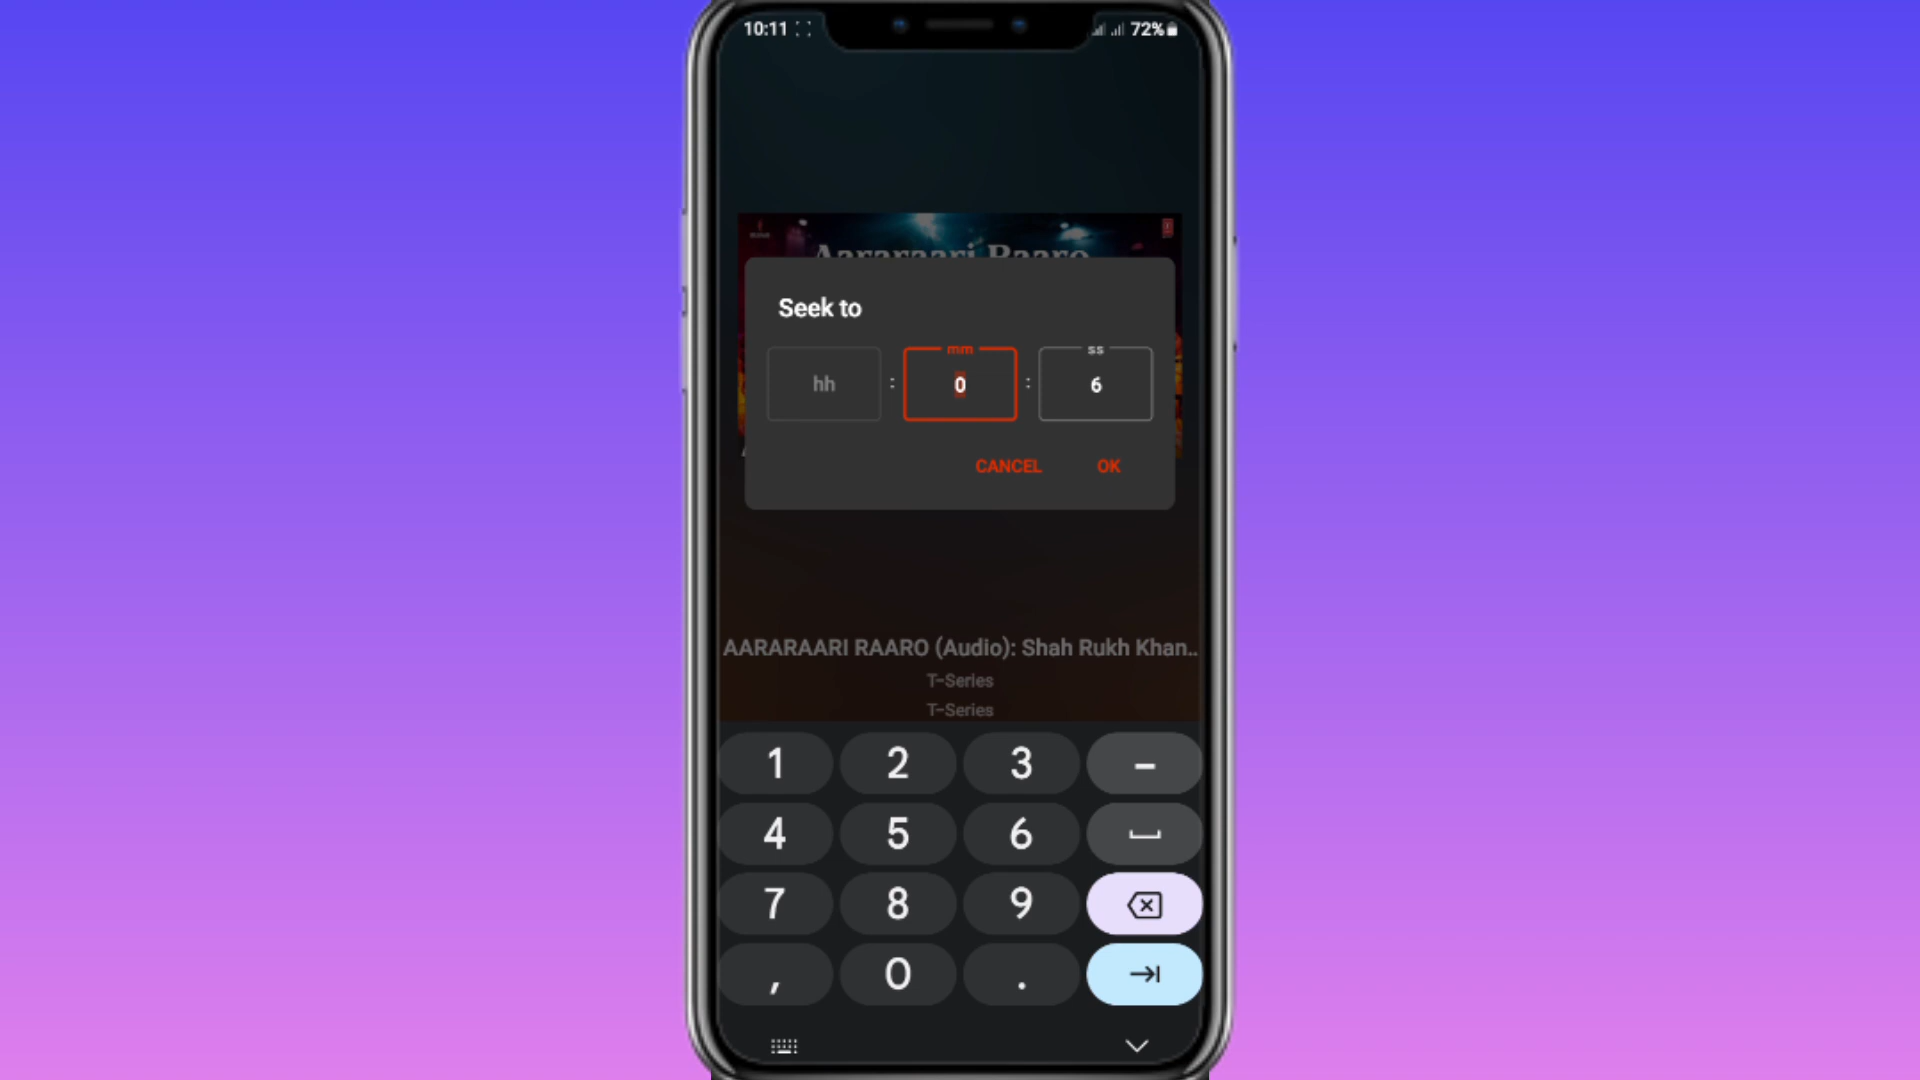 10:11 72%
Aararaari Raaro
Seek to
mm ss
hh : 0 : 6
CANCEL OK
AARARAARI RAARO (Audio): Shah Rukh Khan..
T-Series
T-Series
1 2 3 -
4 5 6
7 8 9
, 0 .